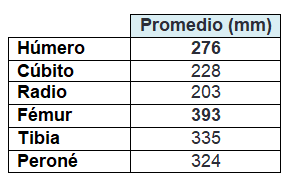 Promedio (mm)
Húmero 276
Cúbito 228
Radio 203
Fémur 393
Tibia 335
Peroné 324